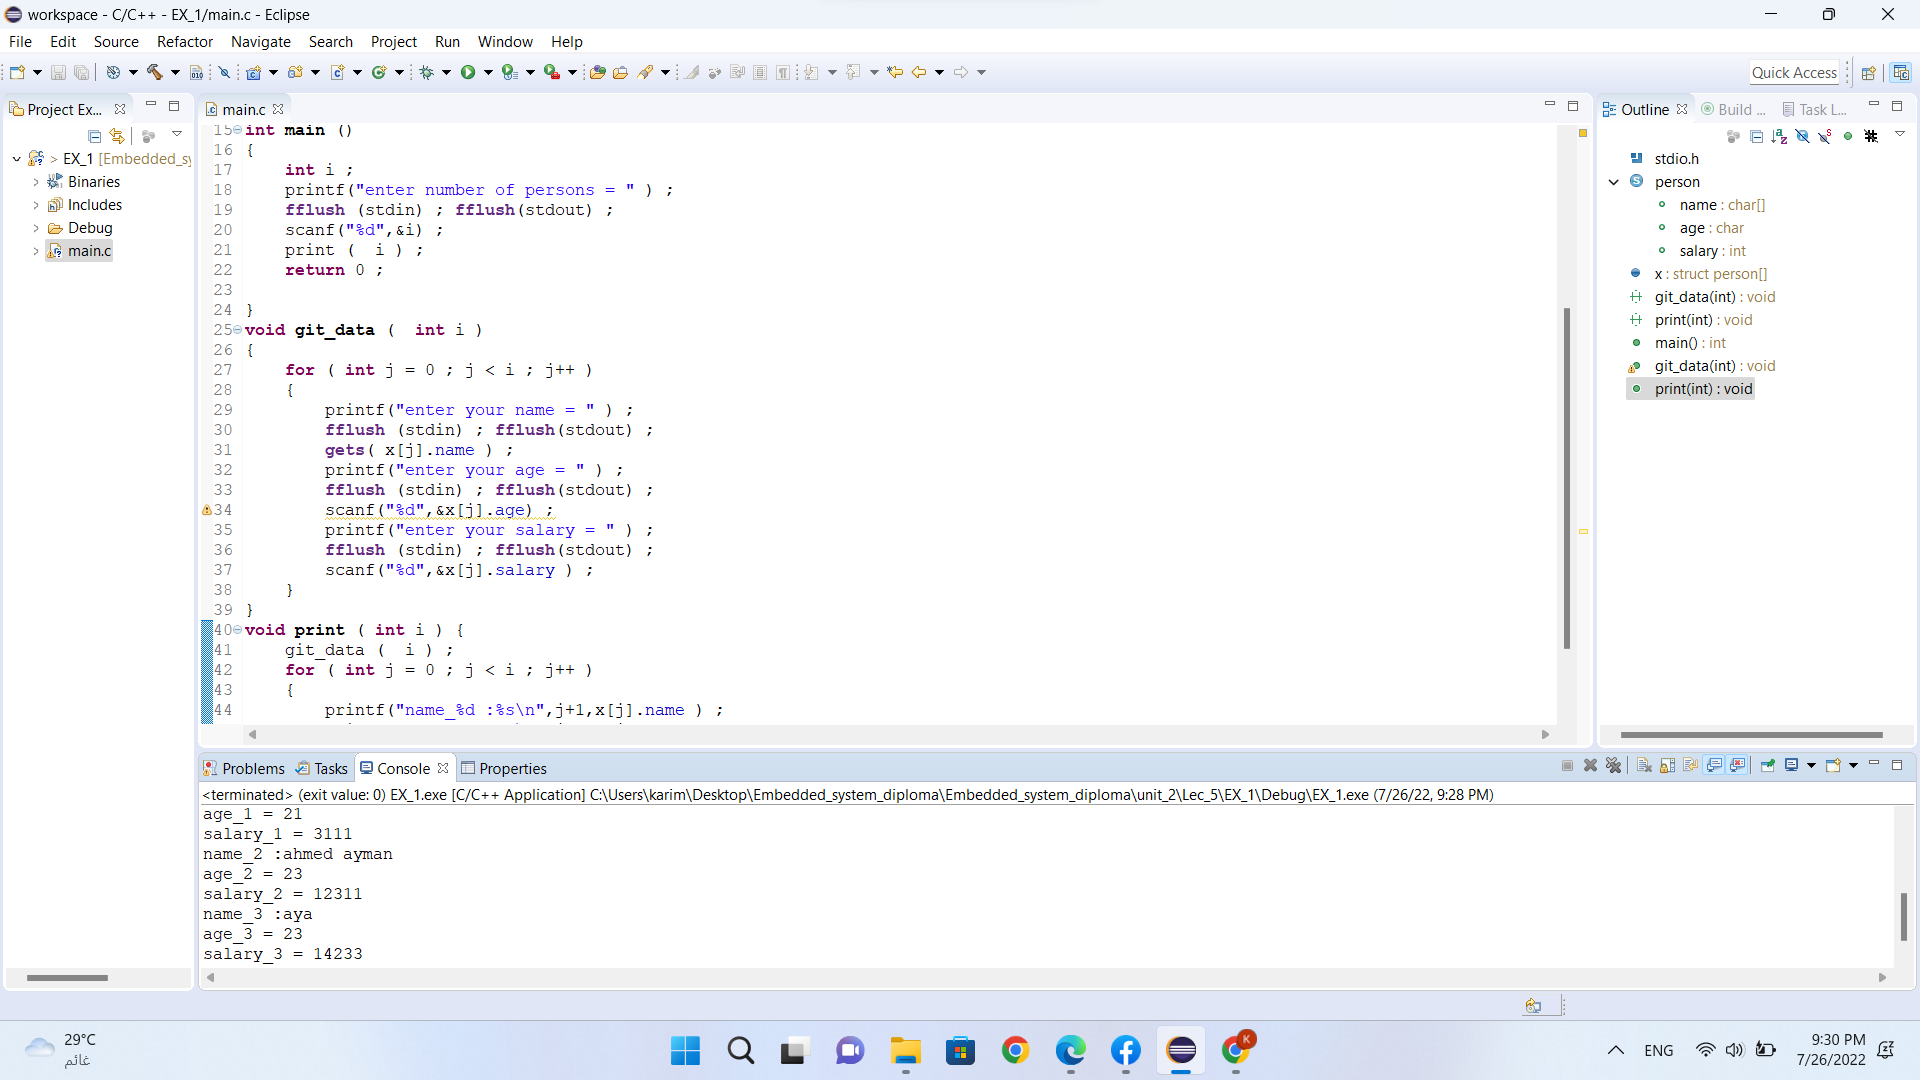 workspace - C/C++ - EX_1/main.c - Eclipse
File Edit Source Refactor Navigate Search Project Run Window Help
Quick Access
Project Ex...
EX_1 [Embedded_sy
Binaries
Includes
Debug
main.c
main.c
15 int main ()
16 {
17     int i ;
18     printf("enter number of persons = " ) ;
19     fflush (stdin) ; fflush(stdout) ;
20     scanf("%d",&i) ;
21     print (  i ) ;
22     return 0 ;
23
24 }
25 void git_data (  int i )
26 {
27     for ( int j = 0 ; j < i ; j++ )
28     {
29         printf("enter your name = " ) ;
30         fflush (stdin) ; fflush(stdout) ;
31         gets( x[j].name ) ;
32         printf("enter your age = " ) ;
33         fflush (stdin) ; fflush(stdout) ;
34         scanf("%d",&x[j].age) ;
35         printf("enter your salary = " ) ;
36         fflush (stdin) ; fflush(stdout) ;
37         scanf("%d",&x[j].salary ) ;
38     }
39 }
40 void print ( int i ) {
41     git_data (  i ) ;
42     for ( int j = 0 ; j < i ; j++ )
43     {
44         printf("name_%d :%s\n",j+1,x[j].name ) ;
Outline Build ... Task L...
stdio.h
person
name : char[]
age : char
salary : int
x : struct person[]
git_data(int) : void
print(int) : void
main() : int
git_data(int) : void
print(int) : void
Problems Tasks Console Properties
<terminated> (exit value: 0) EX_1.exe [C/C++ Application] C:\Users\karim\Desktop\Embedded_system_diploma\Embedded_system_diploma\unit_2\Lec_5\EX_1\Debug\EX_1.exe (7/26/22, 9:28 PM)
age_1 = 21
salary_1 = 3111
name_2 :ahmed ayman
age_2 = 23
salary_2 = 12311
name_3 :aya
age_3 = 23
salary_3 = 14233
29°C
غائم
K
ENG
9:30 PM
7/26/2022